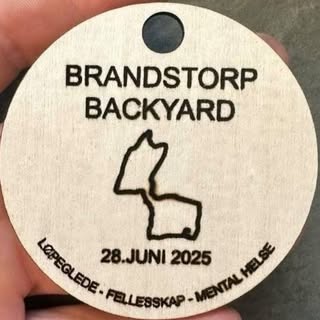 BRANDSTORP
BACKYARD
28.JUNI 2025
LØPEGLEDE - FELLESSKAP - MENTAL HELSE